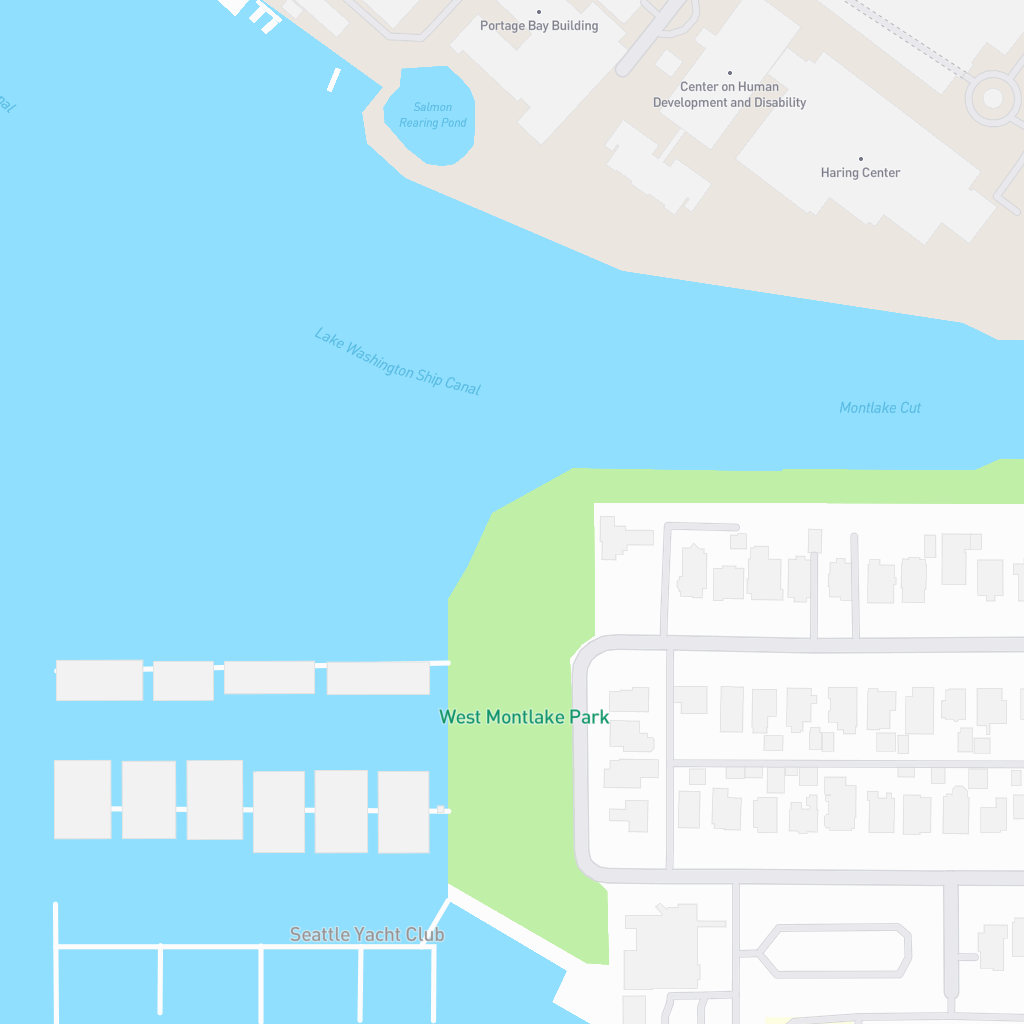 Portage Bay Building
Center on Human
Development and Disability
Salmon
Rearing Pond
Haring Center
Lake Washington Ship Canal
Montlake Cut
West Montlake Park
Seattle Yacht Club